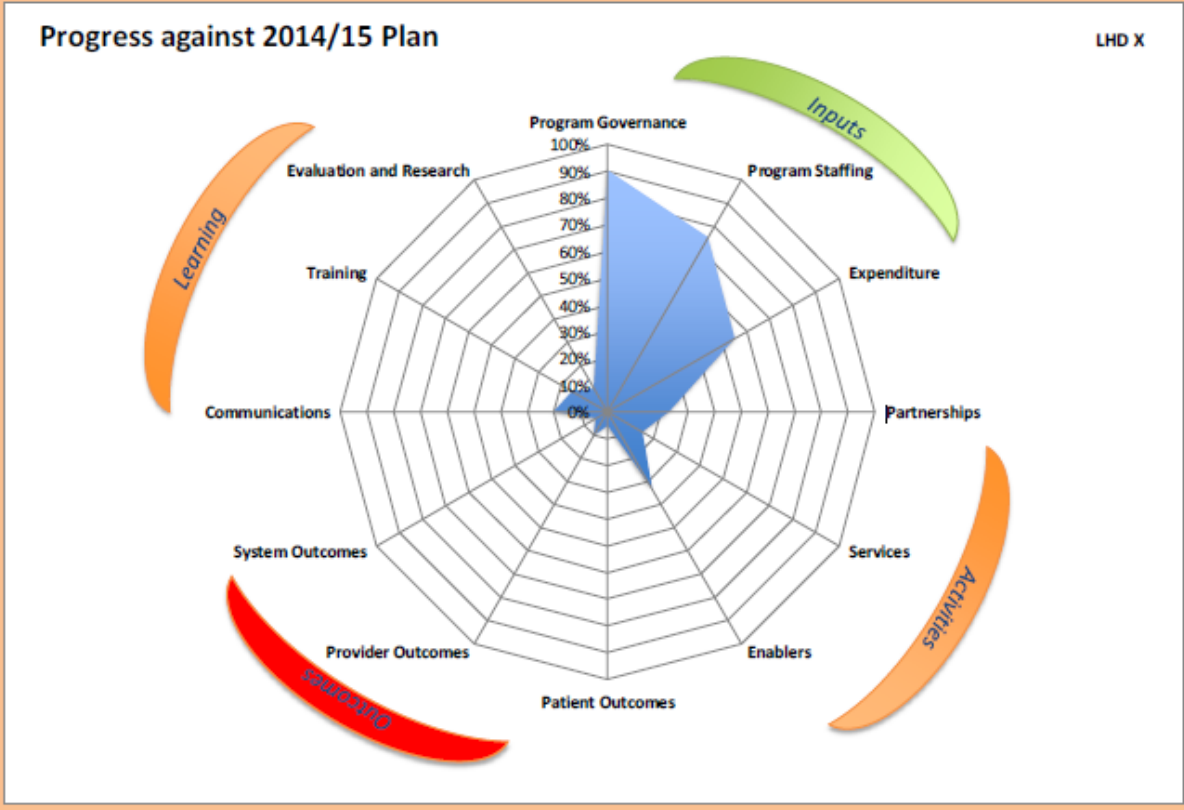 Progress against 2014/15 Plan
LHD X
Inputs
Program Governance
100%
Evaluation and Research
Program Staffing
90%
80%
70%
Learning
60%
Training
Expenditure
50%
40%
30%
20%
10%
Communications
0%
Partnerships
System Outcomes
Services
Activities
Provider Outcomes
Enablers
Outcomes
Patient Outcomes